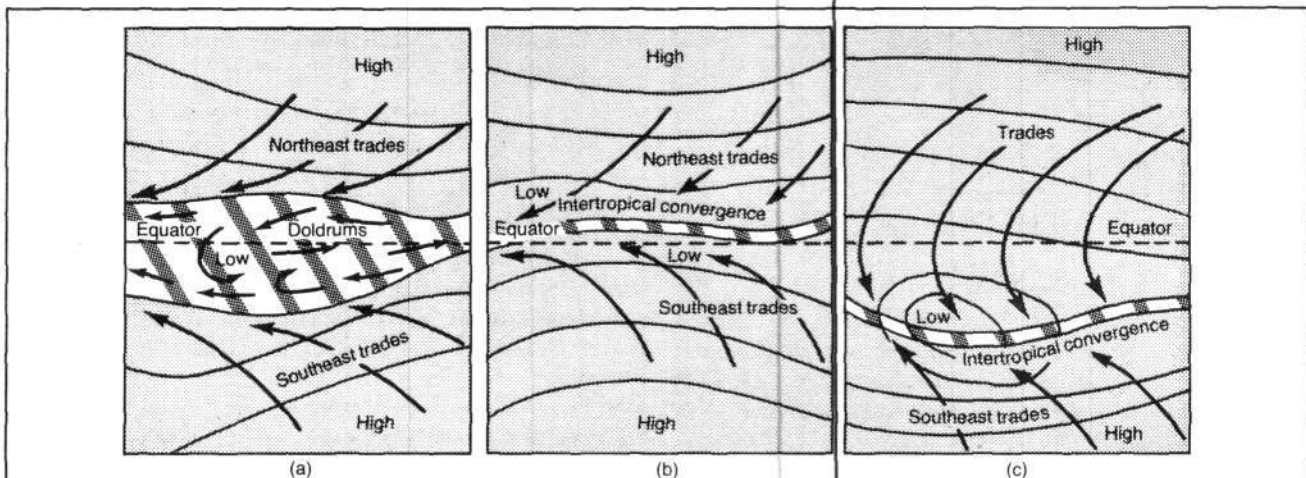 High
Northeast trades
Equator
Doldrums
Low
Southeast trades
High
(a)
High
Northeast trades
Low
Intertropical convergence
Equator
Low
Southeast trades
High
(b)
High
Trades
Equator
Low
Intertropical convergence
Southeast trades
High
(c)